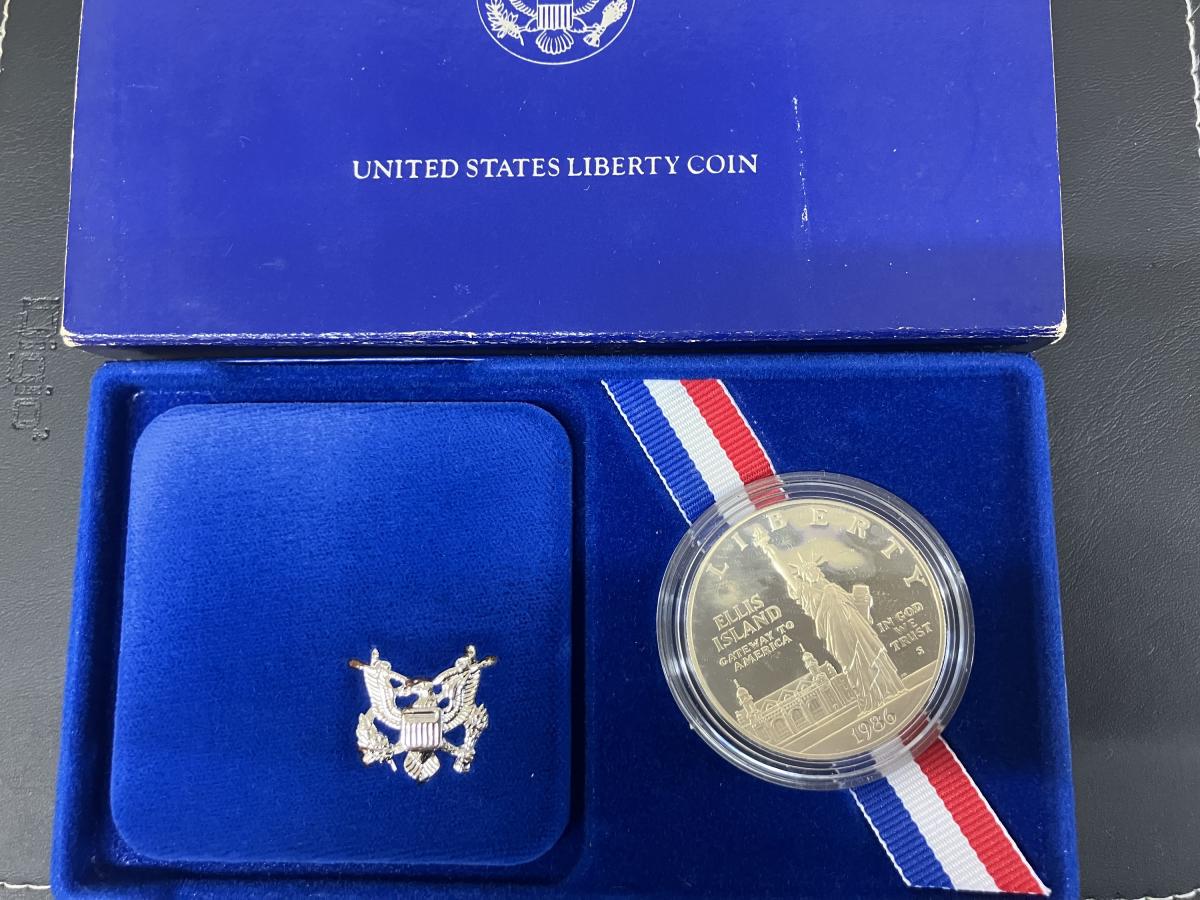 UNITED STATES LIBERTY COIN
LIBERTY
ELLIS
ISLAND
GATEWAY TO
AMERICA
IN GOD
WE
TRUST
S
1986